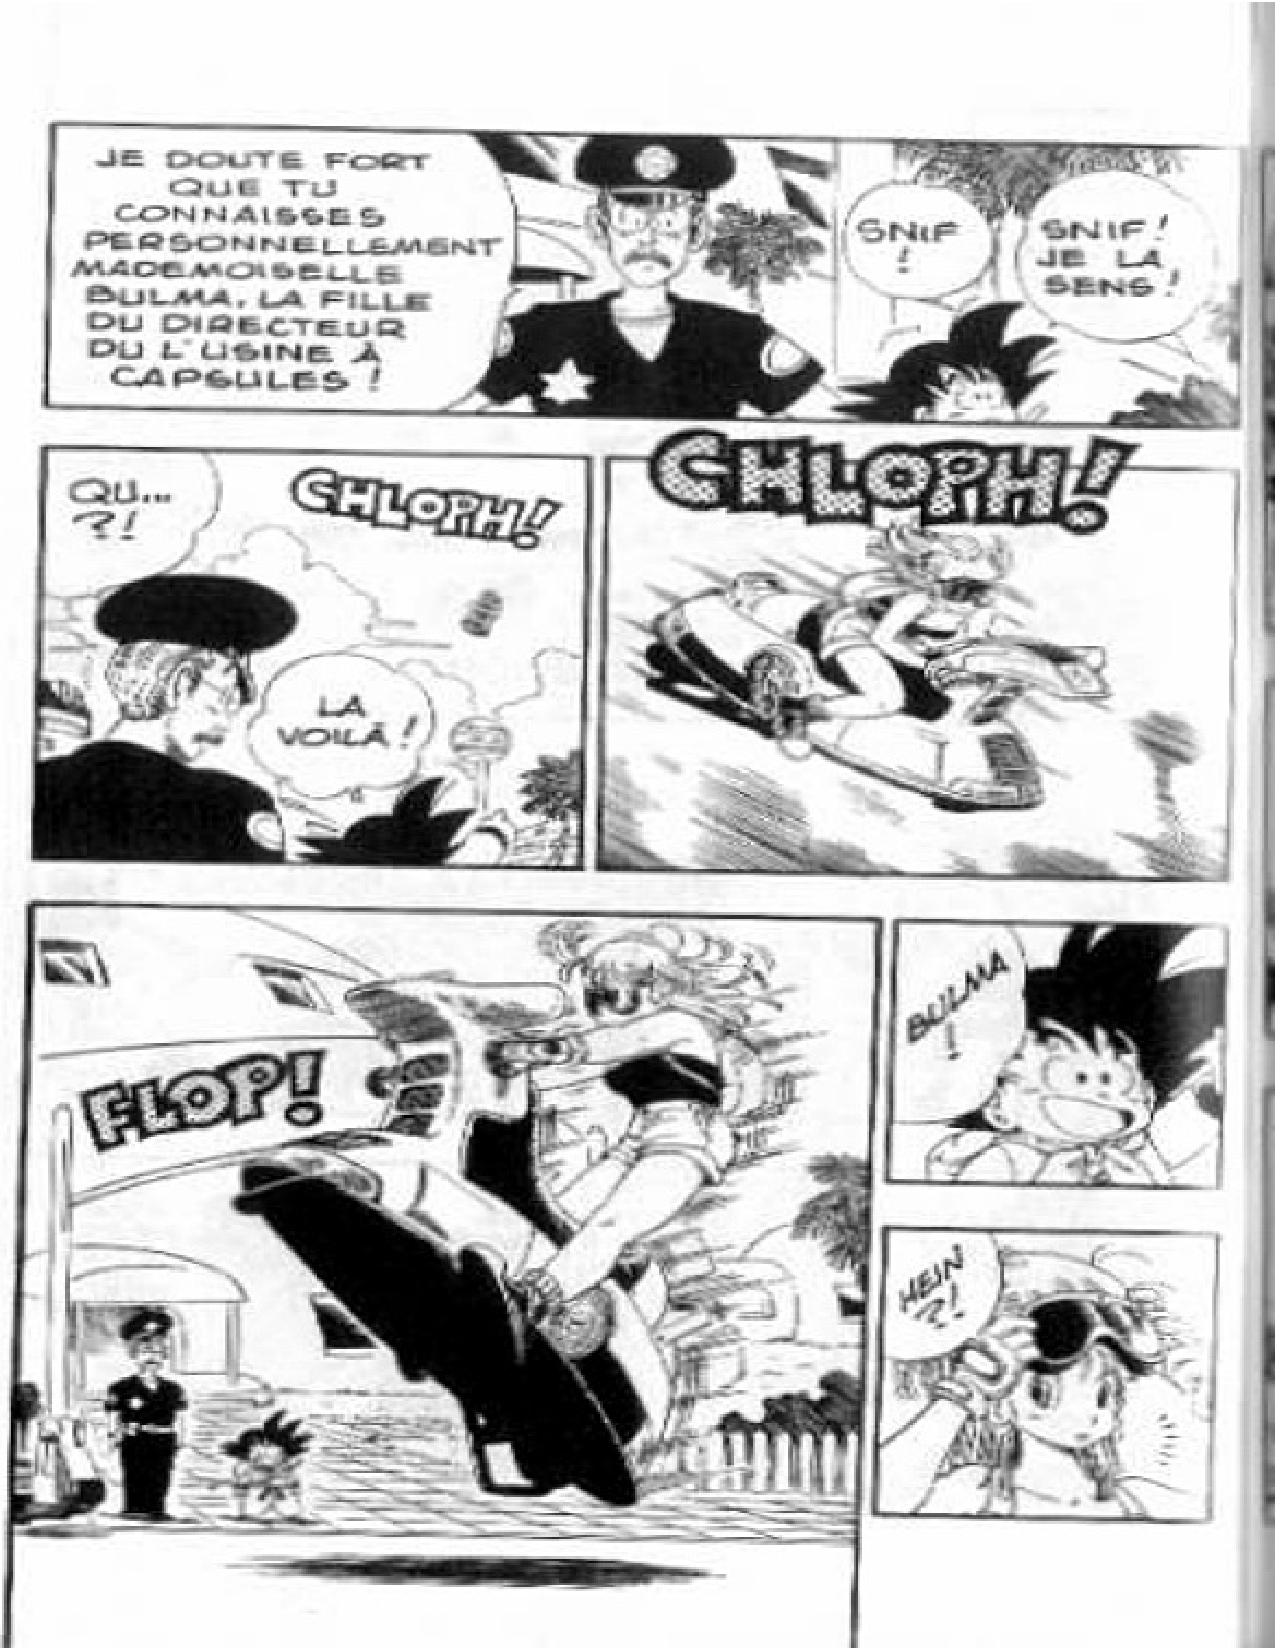 JE DOUTE FORT
QUE TU
CONNAISSES
PERSONNELLEMENT
MADEMOISELLE
BULMA, LA FILLE
DU DIRECTEUR
DU L'USINE À
CAPSULES !
SNIF
!
SNIF!
JE LA
SENS!
QU...
?!
CHLOPH!
LA
VOILÀ !
CHLOPH!
FLOP!
BULMA
!
HEIN
?!